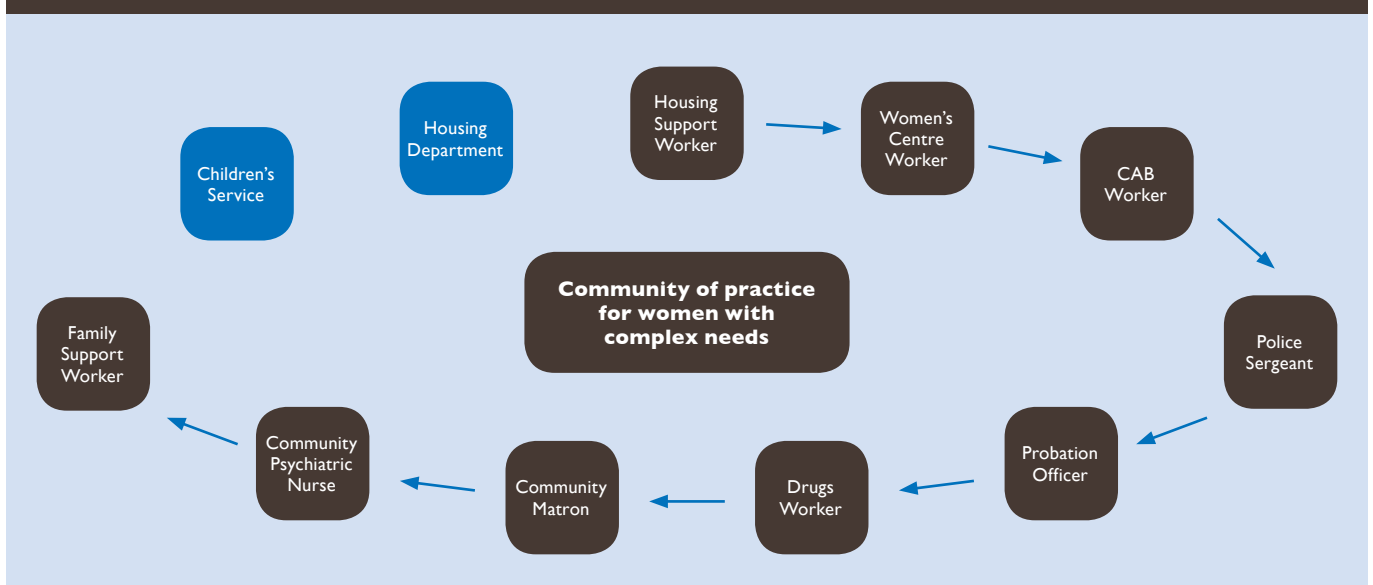 Housing
Support
Worker
Women's
Centre
Worker
CAB
Worker
Police
Sergeant
Probation
Officer
Drugs
Worker
Community
Matron
Community
Psychiatric
Nurse
Family
Support
Worker
Children's
Service
Housing
Department
Community of practice
for women with
complex needs